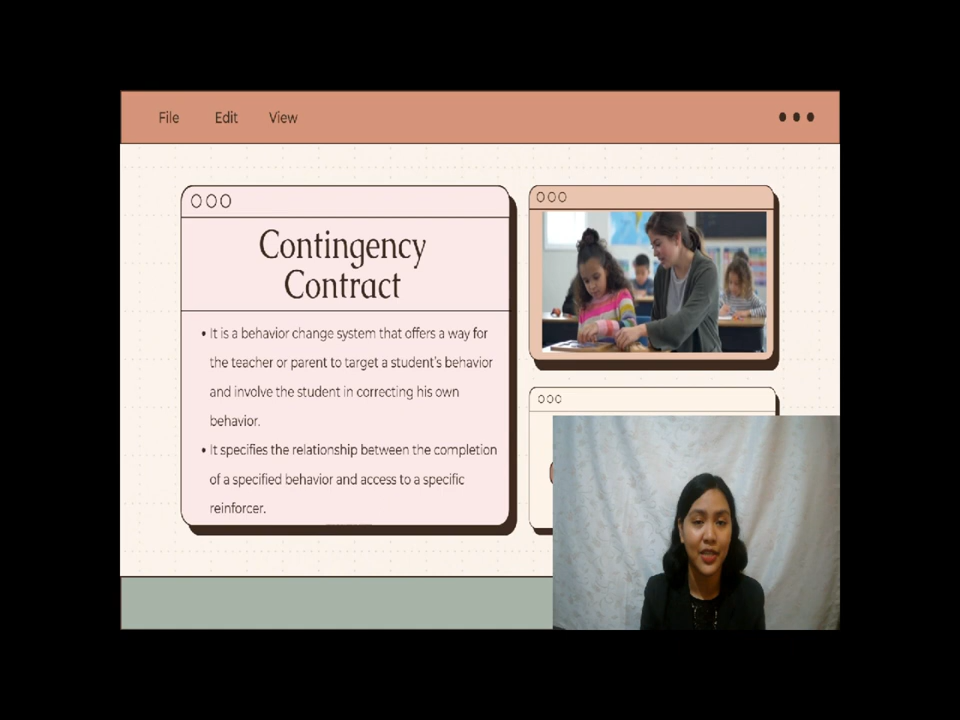 File Edit View
Contingency
Contract
• It is a behavior change system that offers a way for
the teacher or parent to target a student's behavior
and involve the student in correcting his own
behavior.
• It specifies the relationship between the completion
of a specified behavior and access to a specific
reinforcer.